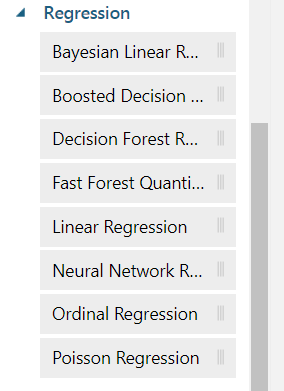 Regression
Bayesian Linear R...
Boosted Decision ...
Decision Forest R...
Fast Forest Quanti...
Linear Regression
Neural Network R...
Ordinal Regression
Poisson Regression